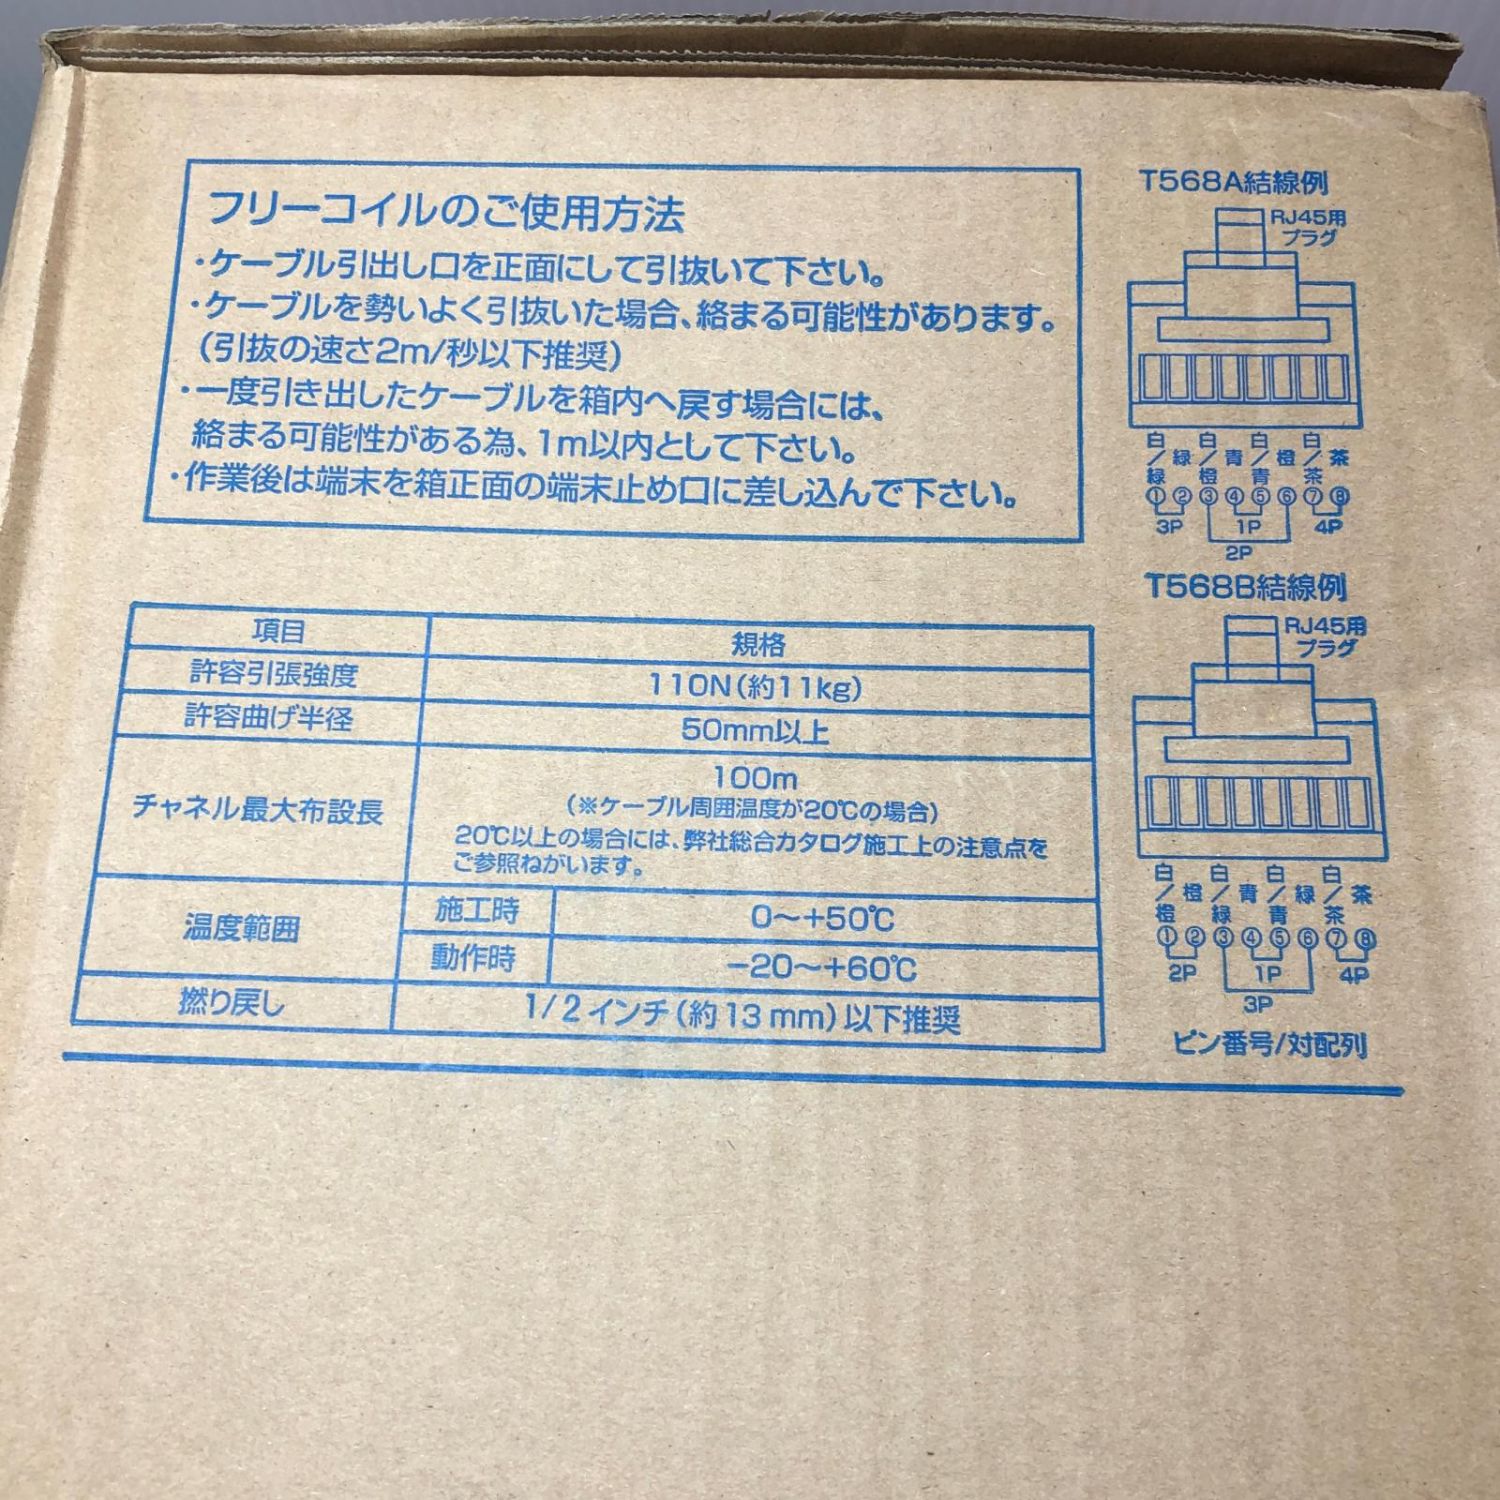 フリーコイルのご使用方法
・ケーブル引出し口を正面にして引抜いて下さい。
・ケーブルを勢いよく引抜いた場合、絡まる可能性があります。
(引抜の速さ2m/秒以下推奨)
・一度引き出したケーブルを箱内へ戻す場合には、
絡まる可能性がある為、1m以内として下さい。
・作業後は端末を箱正面の端末止め口に差し込んで下さい。
項目 規格
許容引張強度 110N(約11kg)
許容曲げ半径 50mm以上
チャネル最大布設長 100m
(※ケーブル周囲温度が20℃の場合)
20℃以上の場合には、弊社総合カタログ施工上の注意点を
ご参照ねがいます。
温度範囲 施工時 0〜+50℃
動作時 −20〜+60℃
撚り戻し 1/2インチ(約13mm)以下推奨
T568A結線例
RJ45用
プラグ
白/緑 緑 白/橙 青 白/青 橙 白/茶 茶
①②③④⑤⑥⑦⑧
3P 1P 4P
2P
T568B結線例
RJ45用
プラグ
白/橙 橙 白/緑 青 白/青 緑 白/茶 茶
①②③④⑤⑥⑦⑧
2P 1P 4P
3P
ピン番号/対配列